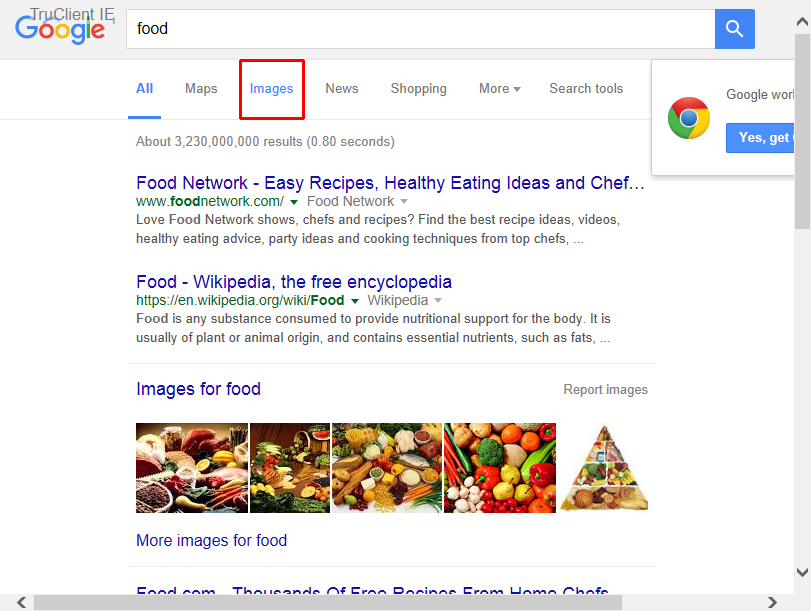 TruClient IE
Google
food
All Maps Images News Shopping More Search tools
Google wor
Yes, get
About 3,230,000,000 results (0.80 seconds)
Food Network - Easy Recipes, Healthy Eating Ideas and Chef…
www.foodnetwork.com/ Food Network
Love Food Network shows, chefs and recipes? Find the best recipe ideas, videos,
healthy eating advice, party ideas and cooking techniques from top chefs, ...
Food - Wikipedia, the free encyclopedia
https://en.wikipedia.org/wiki/Food Wikipedia
Food is any substance consumed to provide nutritional support for the body. It is
usually of plant or animal origin, and contains essential nutrients, such as fats, ...
Images for food
Report images
More images for food
Food.com - Thousands Of Free Recipes From Home Chefs